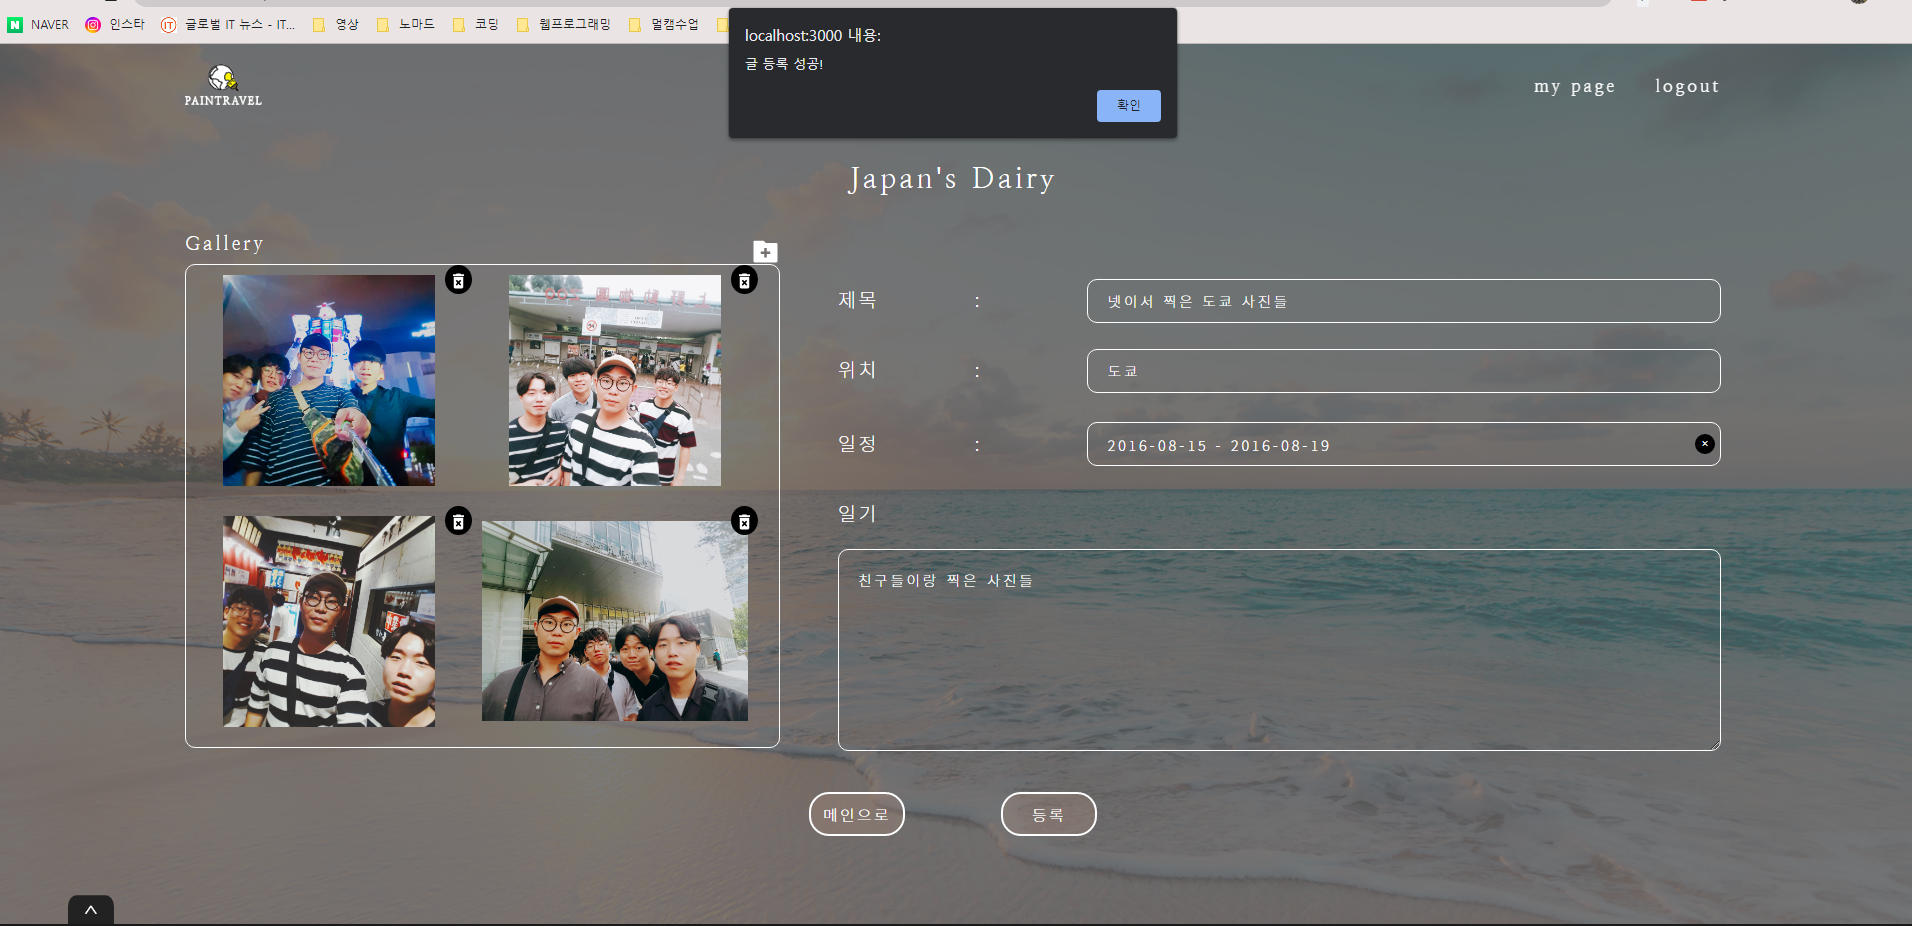 NAVER 인스타 글로벌 IT 뉴스 - IT... 영상 노마드 코딩 웹프로그래밍 멀캠수업
localhost:3000 내용:
글 등록 성공!
확인
PAINTRAVEL
my page logout
Japan's Dairy
Gallery
제목 : 넷이서 찍은 도쿄 사진들
위치 : 도쿄
일정 : 2016-08-15 - 2016-08-19
일기
친구들이랑 찍은 사진들
메인으로 등록